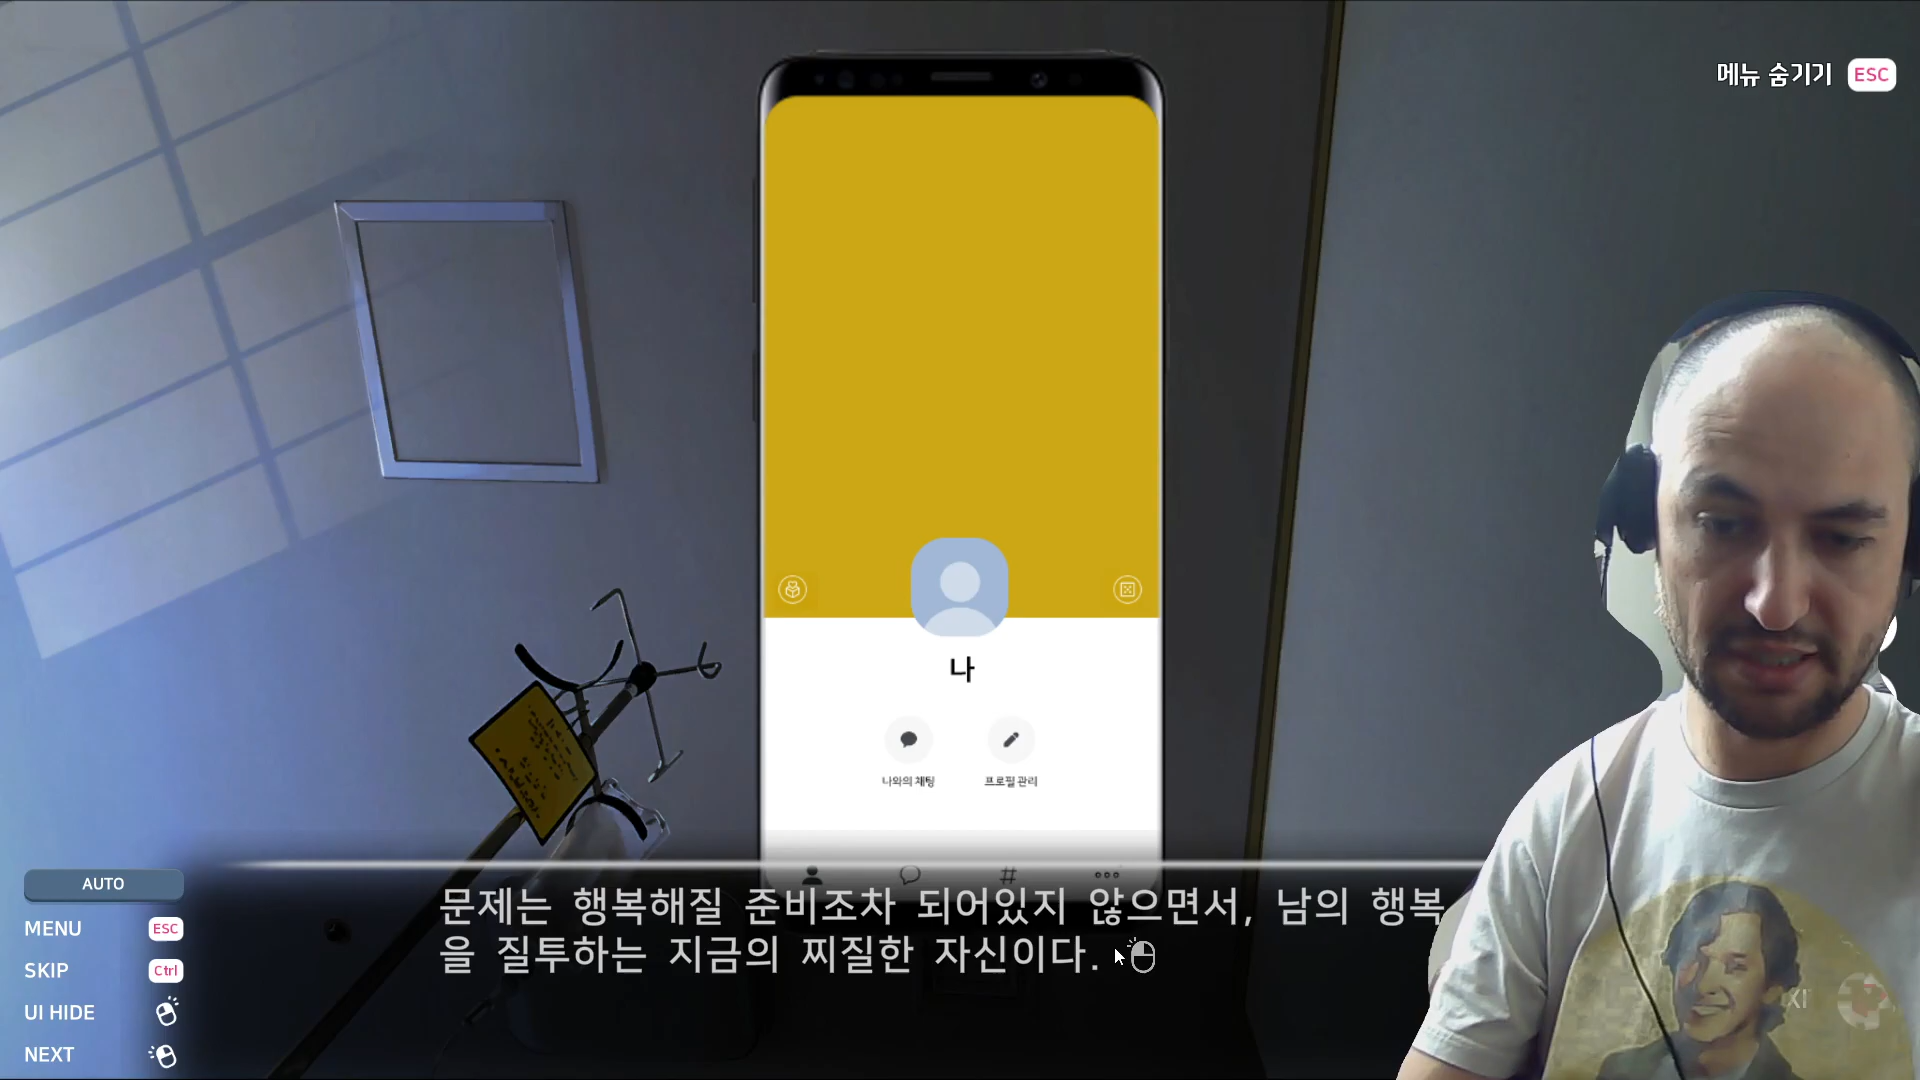 메뉴 숨기기 ESC
나
나와의 채팅
프로필 관리
AUTO
MENU ESC
SKIP Ctrl
UI HIDE
NEXT
문제는 행복해질 준비조차 되어있지 않으면서, 남의 행복
을 질투하는 지금의 찌질한 자신이다.